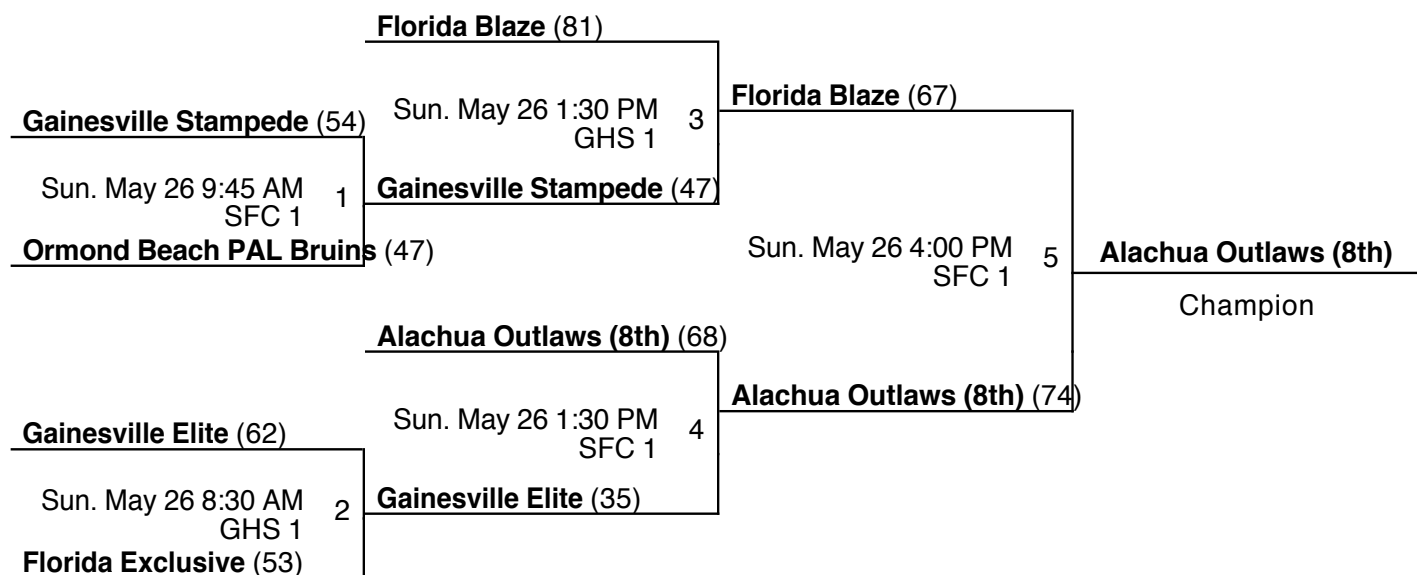 Florida Blaze (81)
Sun. May 26 1:30 PM
GHS 1
3
Florida Blaze (67)
Gainesville Stampede (54)
Sun. May 26 9:45 AM
SFC 1
1
Gainesville Stampede (47)
Ormond Beach PAL Bruins (47)
Sun. May 26 4:00 PM
SFC 1
5
Alachua Outlaws (8th)
Champion
Alachua Outlaws (8th) (68)
Sun. May 26 1:30 PM
SFC 1
4
Alachua Outlaws (8th) (74)
Gainesville Elite (62)
Sun. May 26 8:30 AM
GHS 1
2
Gainesville Elite (35)
Florida Exclusive (53)